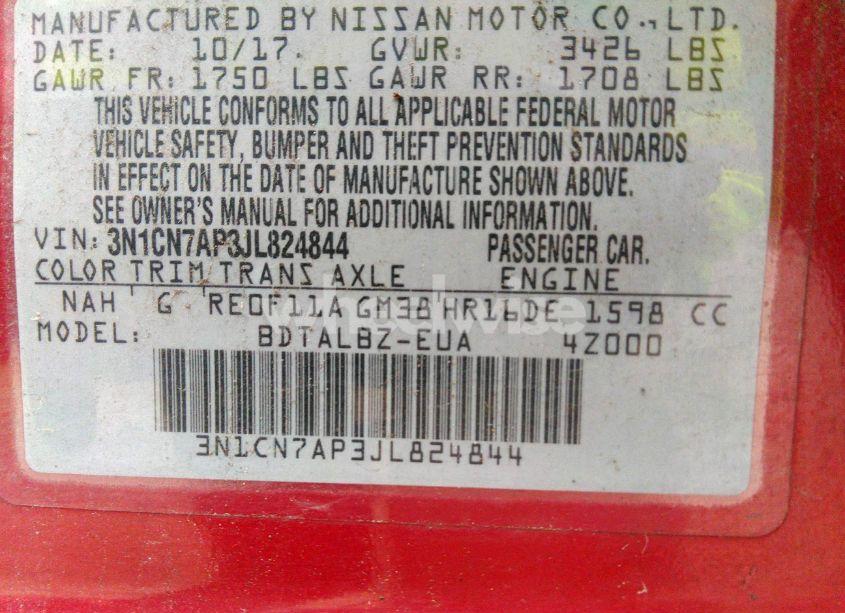 MANUFACTURED BY NISSAN MOTOR CO., LTD.
DATE: 10/17. GVWR: 3426 LBS
GAWR FR: 1750 LBS GAWR RR: 1708 LBS
THIS VEHICLE CONFORMS TO ALL APPLICABLE FEDERAL MOTOR
VEHICLE SAFETY, BUMPER AND THEFT PREVENTION STANDARDS
IN EFFECT ON THE DATE OF MANUFACTURE SHOWN ABOVE.
SEE OWNER'S MANUAL FOR ADDITIONAL INFORMATION.
VIN: 3N1CN7AP3JL824844 PASSENGER CAR.
COLOR TRIM TRANS AXLE ENGINE
NAH G RE0F11A GM38 HR16DE 1598 CC
wheelwise
MODEL: BDTALBZ-EUA 4Z000
3N1CN7AP3JL824844